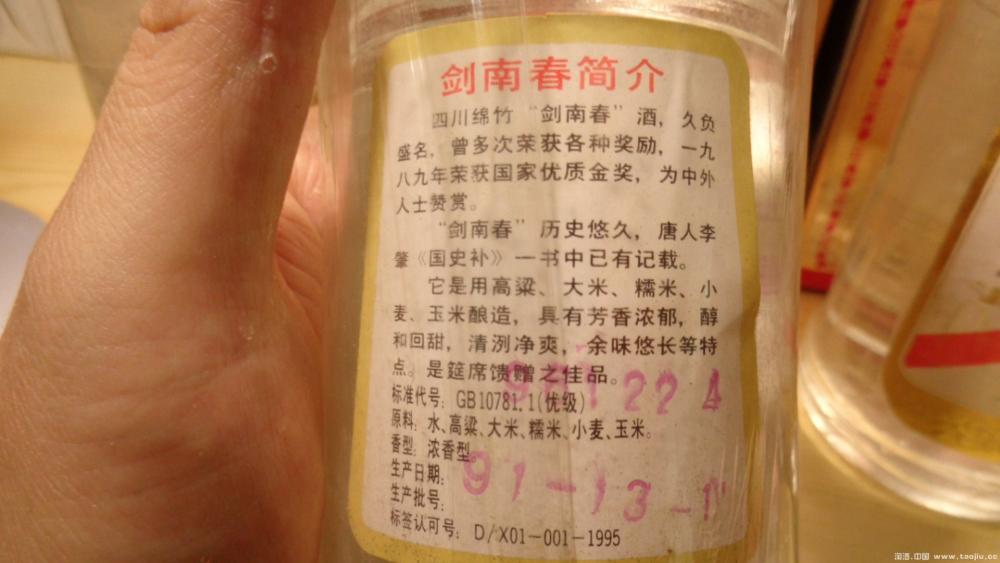 剑南春简介
四川绵竹“剑南春”酒，久负
盛名，曾多次荣获各种奖励，一九
八九年荣获国家优质金奖，为中外
人士赞赏。
“剑南春”历史悠久，唐人李
肇《国史补》一书中已有记载。
它是用高粱、大米、糯米、小
麦、玉米酿造，具有芳香浓郁，醇
和回甜，清洌净爽，余味悠长等特
点。是筵席馈赠之佳品。
标准代号：GB10781.1(优级)
原料：水、高粱、大米、糯米、小麦、玉米。
香型：浓香型
生产日期：
生产批号：
标签认可号：D/X01-001-1995
淘酒.中国 www.taojiu.cc